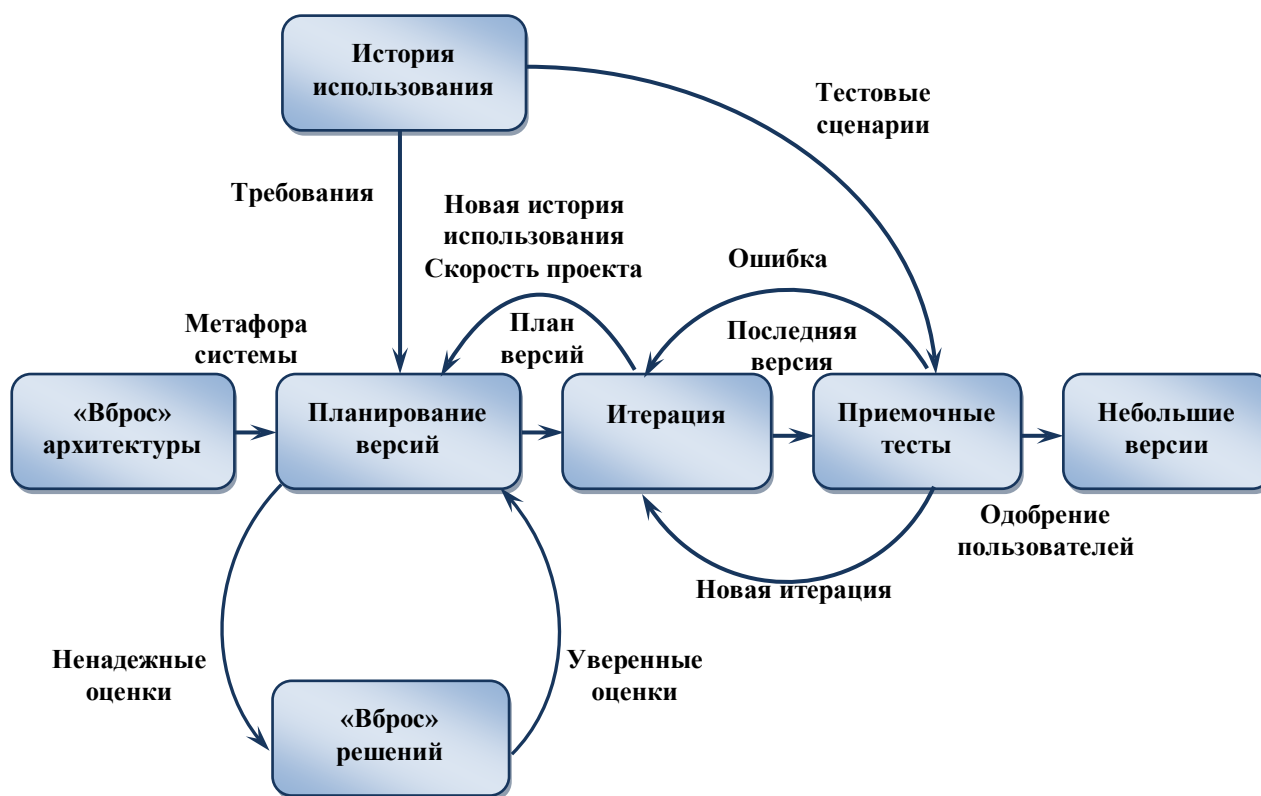 История
использования
Тестовые
сценарии
Требования
Новая история
использования
Скорость проекта
Ошибка
Метафора
системы
План
версий
Последняя
версия
«Вброс»
архитектуры
Планирование
версий
Итерация
Приемочные
тесты
Небольшие
версии
Одобрение
пользователей
Новая итерация
Ненадежные
оценки
Уверенные
оценки
«Вброс»
решений